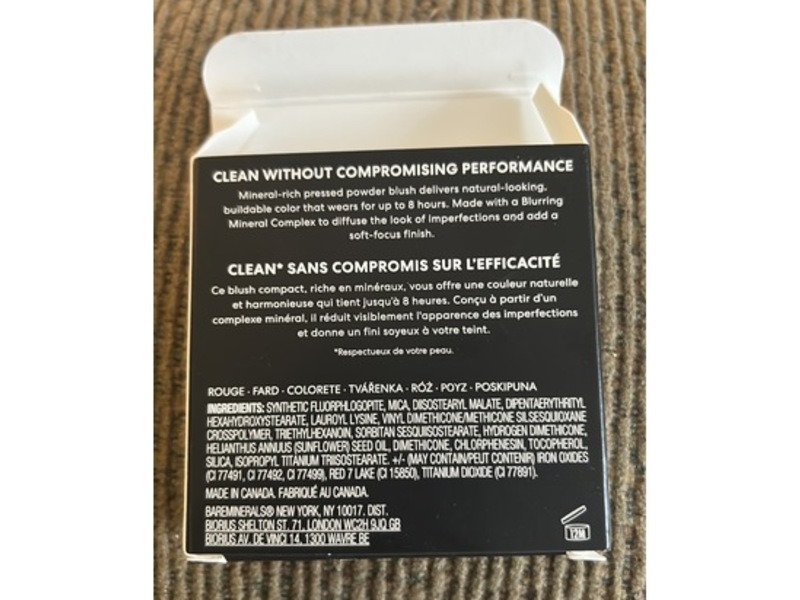 CLEAN WITHOUT COMPROMISING PERFORMANCE
Mineral-rich pressed powder blush delivers natural-looking,
buildable color that wears for up to 8 hours. Made with a Blurring
Mineral Complex to diffuse the look of imperfections and add a
soft-focus finish.
CLEAN* SANS COMPROMIS SUR L'EFFICACITÉ
Ce blush compact, riche en minéraux, vous offre une couleur naturelle
et harmonieuse qui tient jusqu'à 8 heures. Conçu à partir d'un
complexe minéral, il réduit visiblement l'apparence des imperfections
et donne un fini soyeux à votre teint.
*Respectueux de votre peau.
ROUGE · FARD · COLORETE · TVÁŘENKA · RÓŻ · РОУZ · POSKIPUNA
INGREDIENTS: SYNTHETIC FLUORPHLOGOPITE, MICA, DIISOSTEARYL MALATE, DIPENTAERYTHRITYL
HEXAHYDROXYSTEARATE, LAUROYL LYSINE, VINYL DIMETHICONE/METHICONE SILSESQUIOXANE
CROSSPOLYMER, TRIETHYLHEXANOIN, SORBITAN SESQUIISOSTEARATE, HYDROGEN DIMETHICONE,
HELIANTHUS ANNUUS (SUNFLOWER) SEED OIL, DIMETHICONE, CHLORPHENESIN, TOCOPHEROL,
SILICA, ISOPROPYL TITANIUM TRIISOSTEARATE. +/- (MAY CONTAIN/PEUT CONTENIR) IRON OXIDES
(CI 77491, CI 77492, CI 77499), RED 7 LAKE (CI 15850), TITANIUM DIOXIDE (CI 77891).
MADE IN CANADA. FABRIQUÉ AU CANADA.
BAREMINERALS® NEW YORK, NY 10017. DIST.
BIORIUS SHELTON ST. 71, LONDON WC2H 9JQ GB
BIORIUS AV. DE VINCI 14, 1300 WAVRE BE
12M